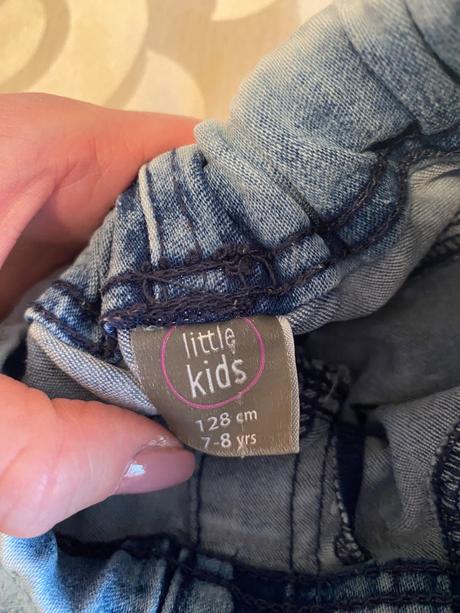 little
kids
128 cm
7-8 yrs